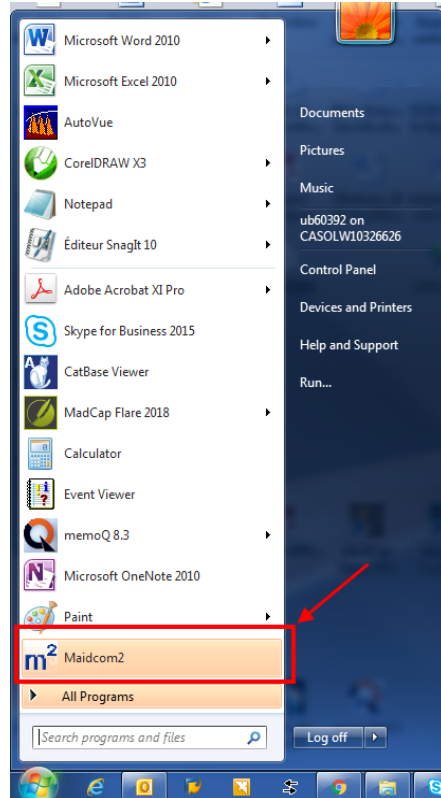 Microsoft Word 2010
Microsoft Excel 2010
AutoVue
CorelDRAW X3
Notepad
Éditeur SnagIt 10
Adobe Acrobat XI Pro
Skype for Business 2015
CatBase Viewer
MadCap Flare 2018
Calculator
Event Viewer
memoQ 8.3
Microsoft OneNote 2010
Paint
m2 Maidcom2
All Programs
Search programs and files
Documents
Pictures
Music
ub60392 on
CASOLW10326626
Control Panel
Devices and Printers
Help and Support
Run...
Log off